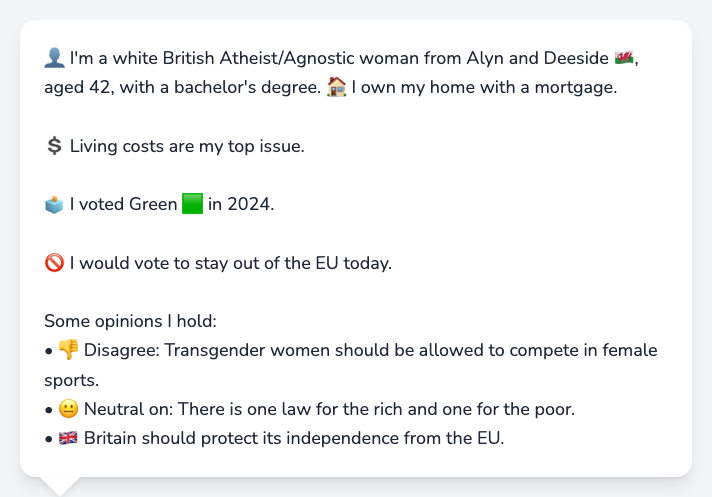 👤 I'm a white British Atheist/Agnostic woman from Alyn and Deeside 🏴󠁧󠁢󠁷󠁬󠁳󠁿,
aged 42, with a bachelor's degree. 🏠 I own my home with a mortgage.
💲 Living costs are my top issue.
🗳️ I voted Green 🟩 in 2024.
🚫 I would vote to stay out of the EU today.
Some opinions I hold:
• 👎 Disagree: Transgender women should be allowed to compete in female
sports.
• 😐 Neutral on: There is one law for the rich and one for the poor.
• 🇬🇧 Britain should protect its independence from the EU.